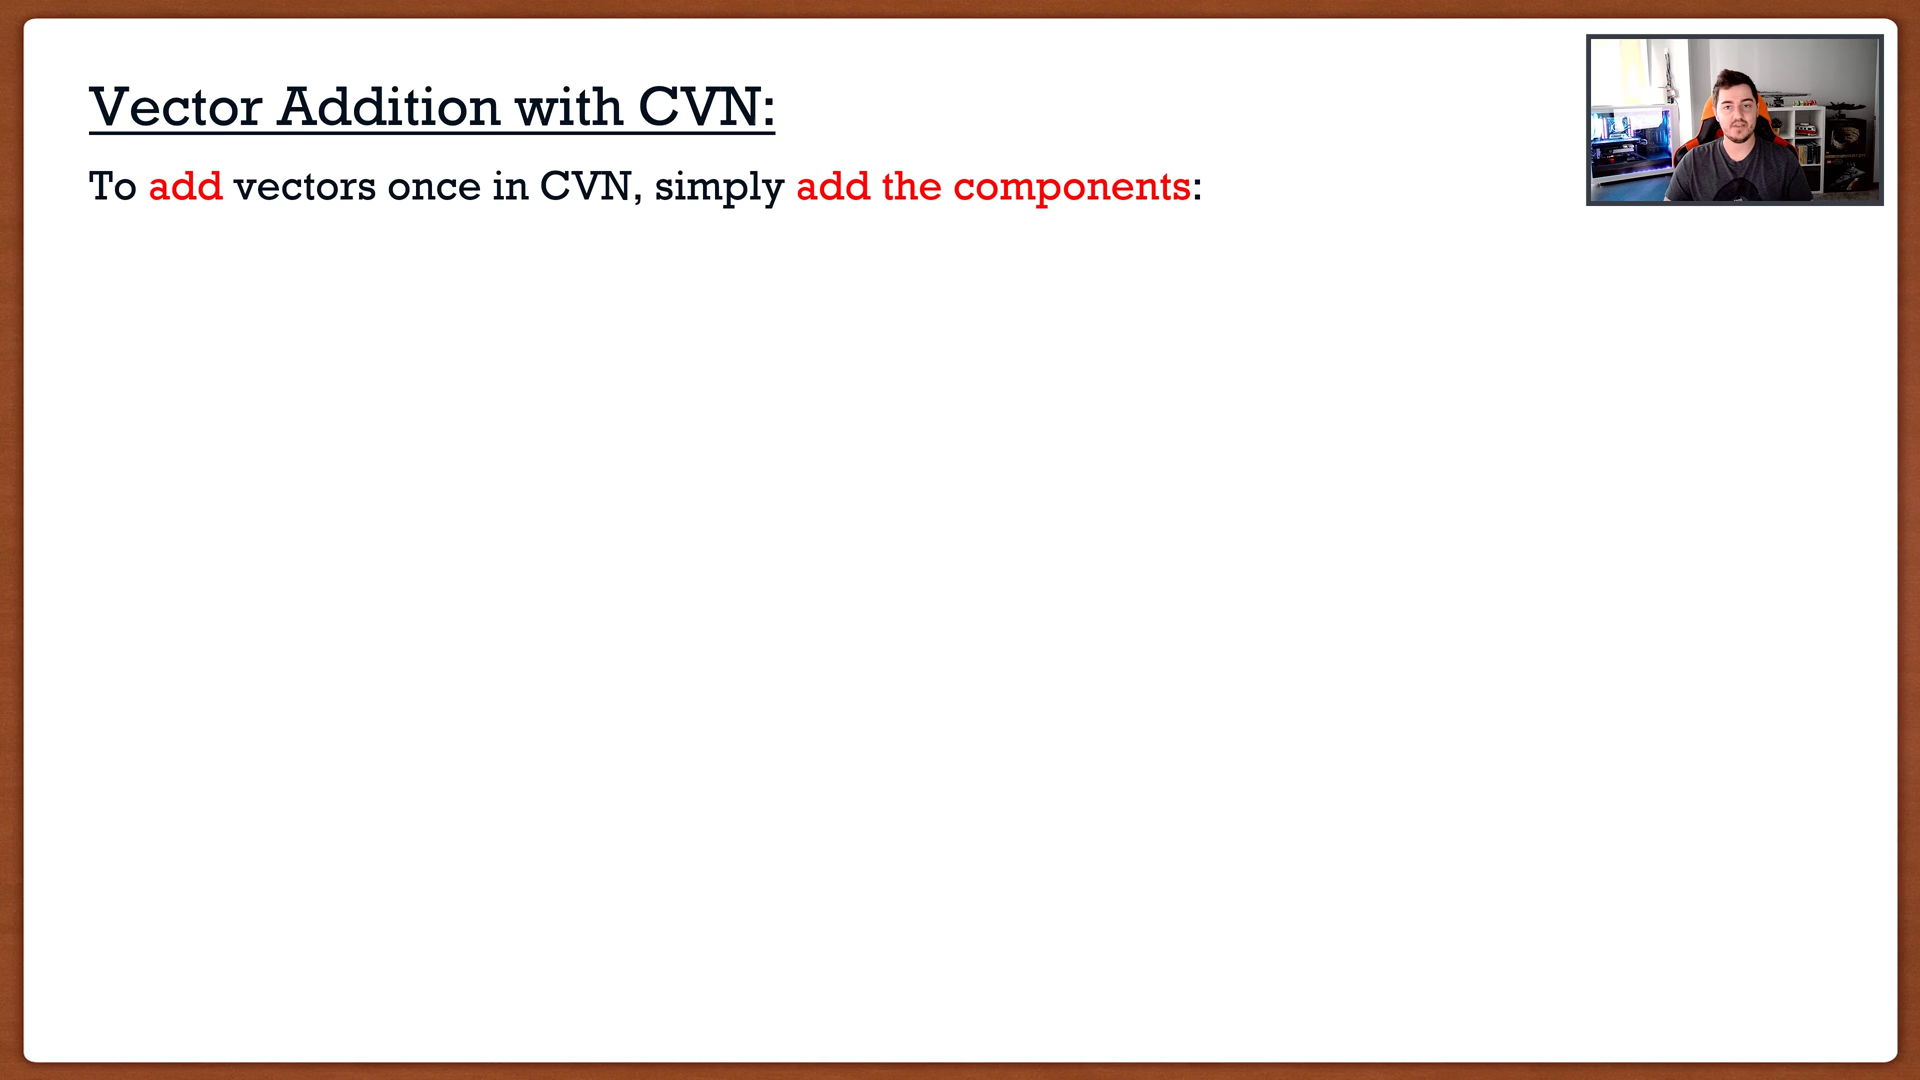 Vector Addition with CVN:
To add vectors once in CVN, simply add the components: